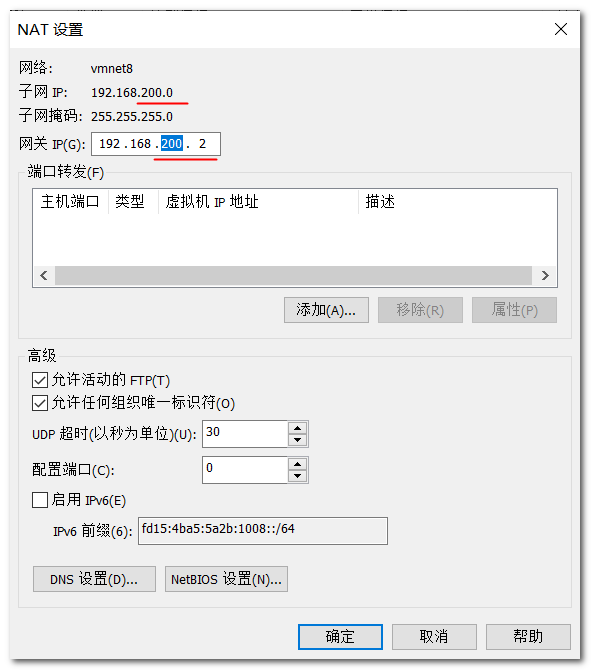 NAT 设置
网络: vmnet8
子网 IP: 192.168.200.0
子网掩码: 255.255.255.0
网关 IP(G): 192 . 168 . 200 . 2
端口转发(F)
主机端口 类型 虚拟机 IP 地址 描述
添加(A)... 移除(R) 属性(P)
高级
允许活动的 FTP(T)
允许任何组织唯一标识符(O)
UDP 超时(以秒为单位)(U): 30
配置端口(C): 0
启用 IPv6(E)
IPv6 前缀(6): fd15:4ba5:5a2b:1008::/64
DNS 设置(D)... NetBIOS 设置(N)...
确定 取消 帮助